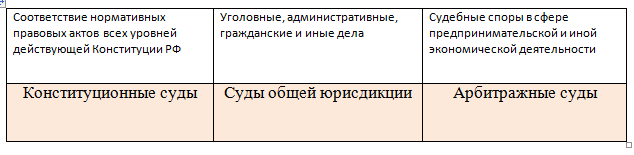 Соответствие нормативных
правовых актов всех уровней
действующей Конституции РФ
Уголовные, административные,
гражданские и иные дела
Судебные споры в сфере
предпринимательской и иной
экономической деятельности
Конституционные суды
Суды общей юрисдикции
Арбитражные суды